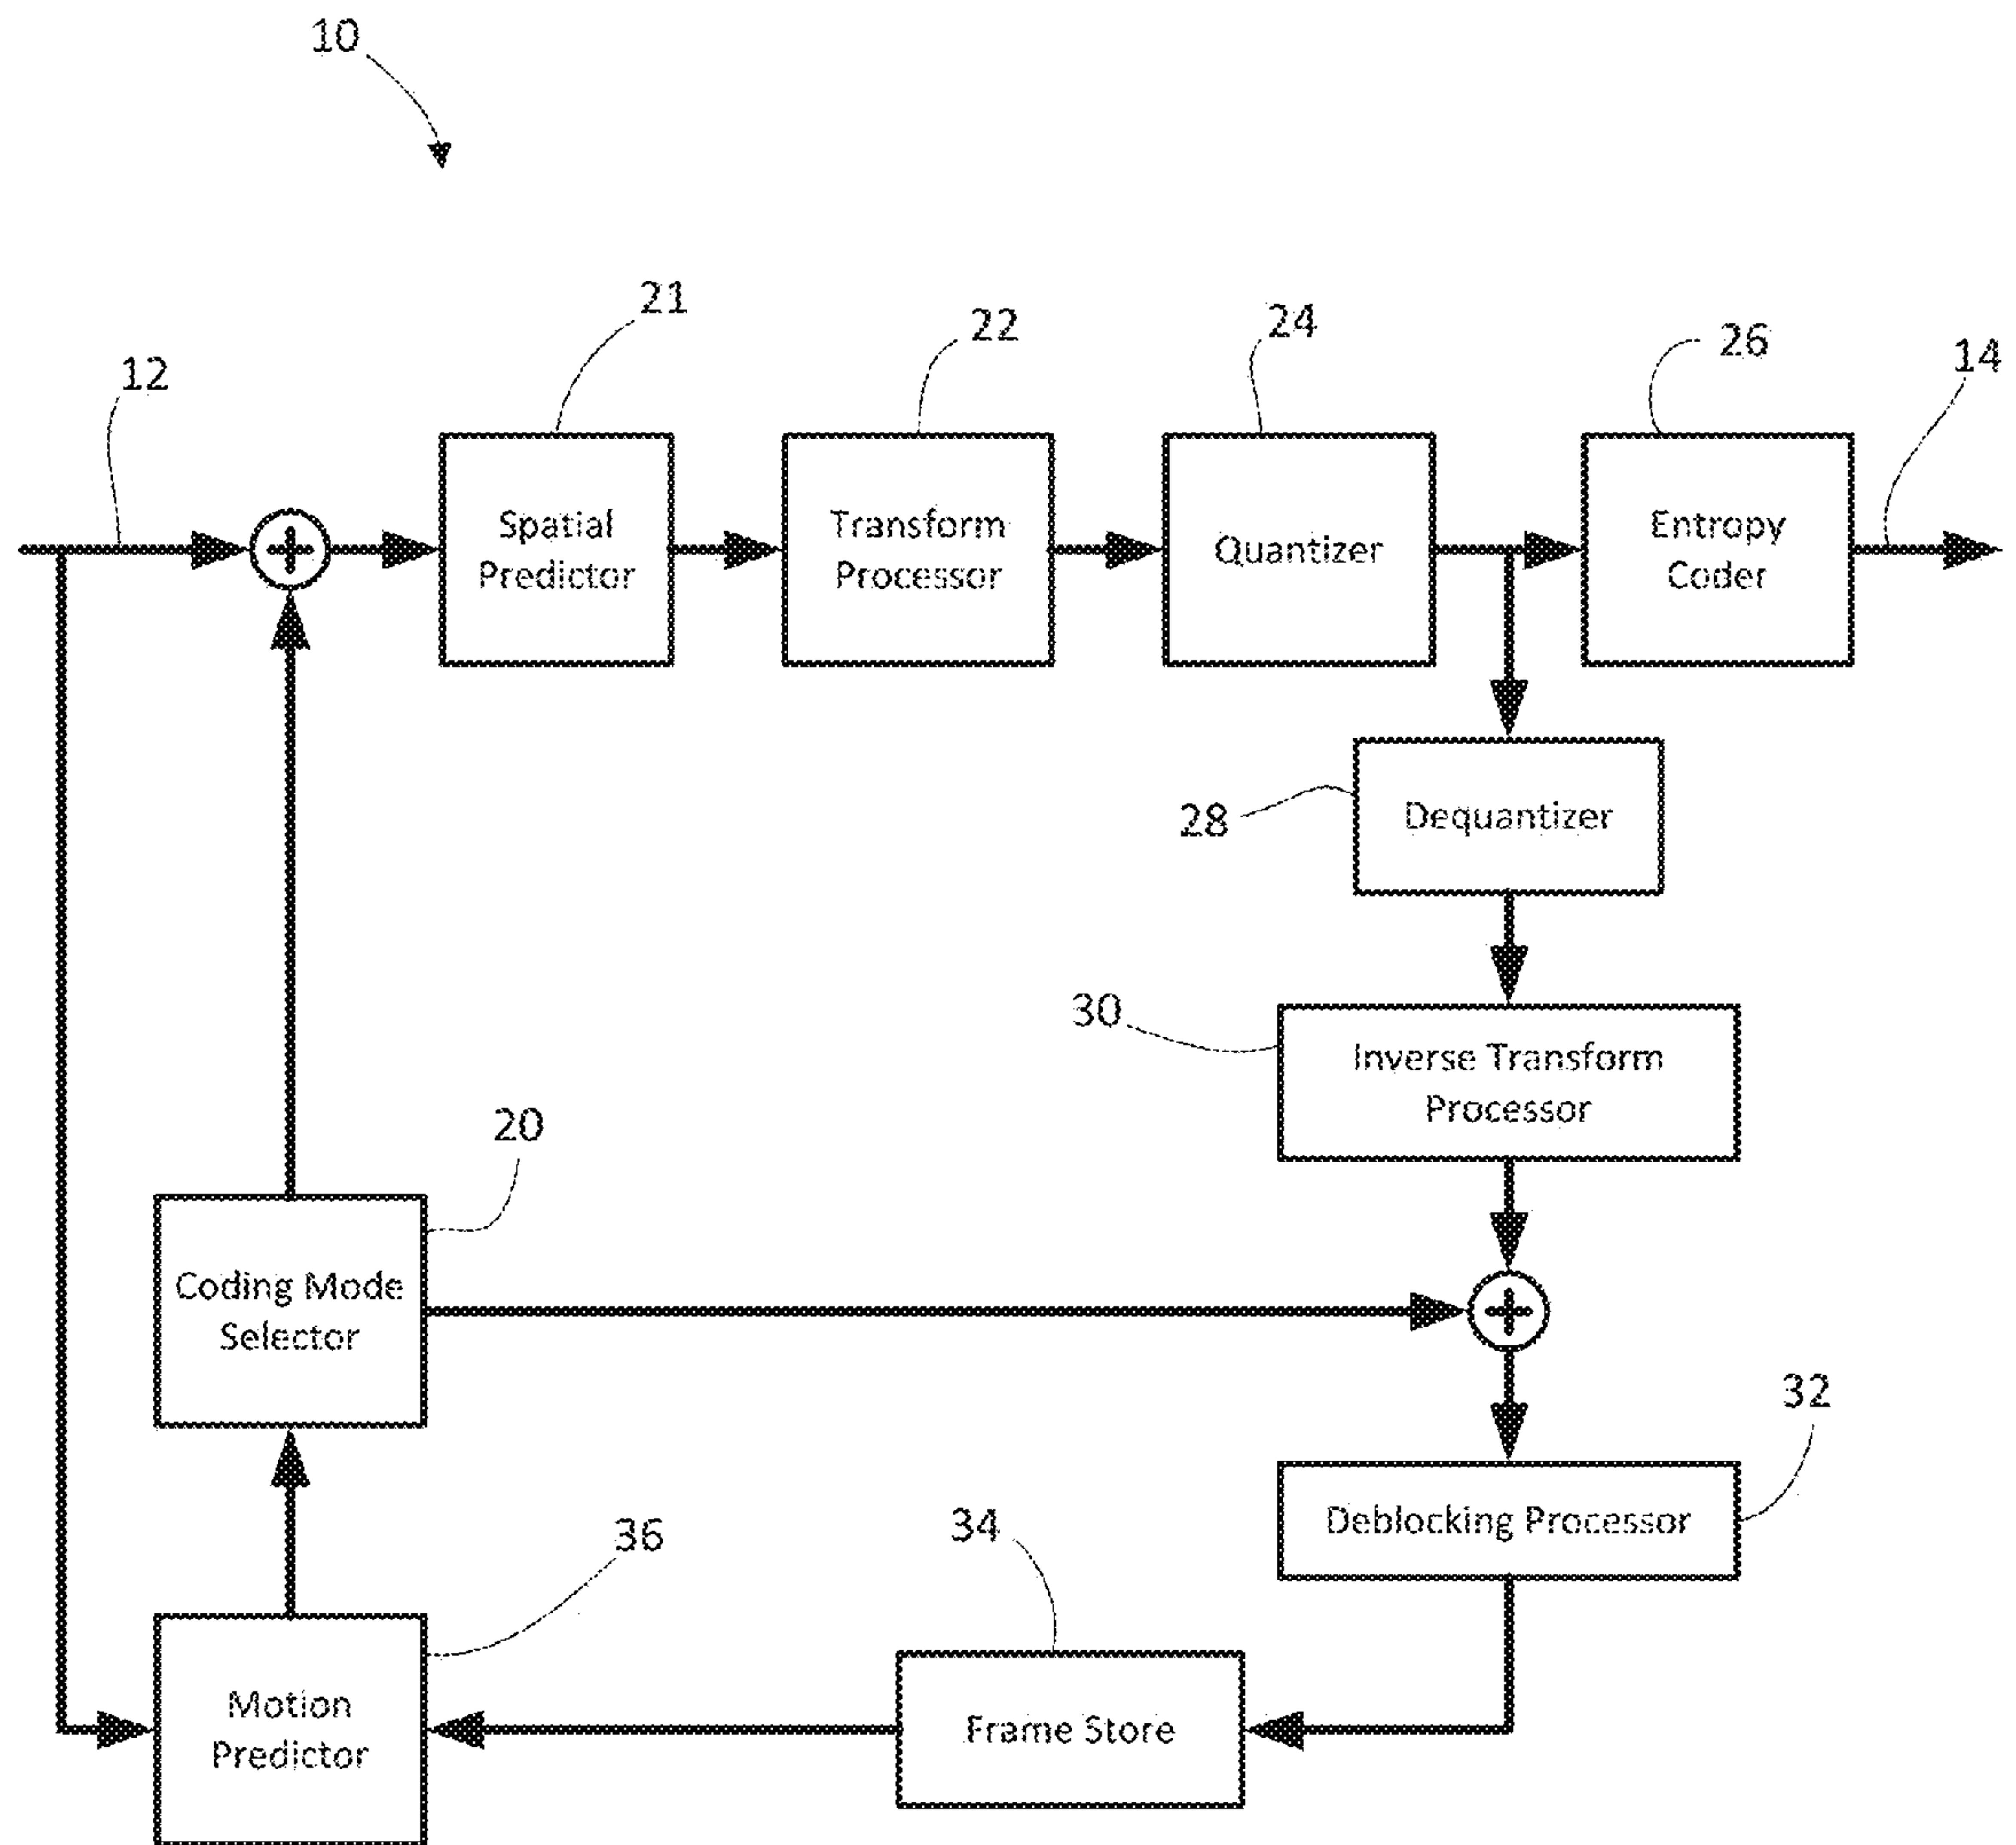 10
21
22
24
26
14
12
Spatial
Predictor
Transform
Processor
Quantizer
Entropy
Coder
28
Dequantizer
30
Inverse Transform
Processor
20
Coding Mode
Selector
32
Deblocking Processor
36
34
Motion
Predictor
Frame Store